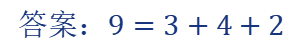 答案：9 = 3 + 4 + 2